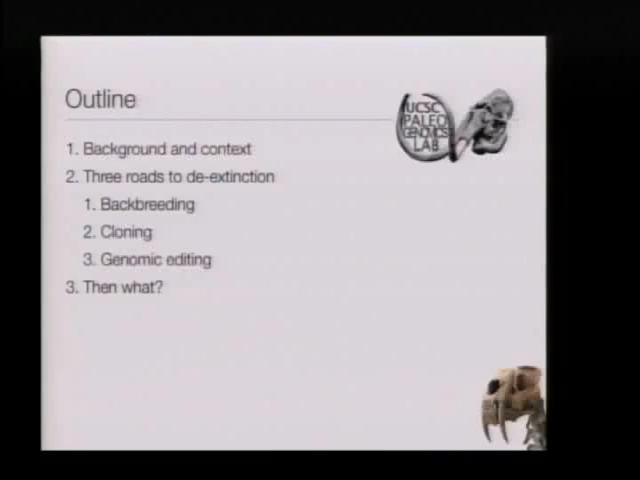 Outline
UCSC
PALEO
GENOMICS
LAB
1. Background and context
2. Three roads to de-extinction
1. Backbreeding
2. Cloning
3. Genomic editing
3. Then what?